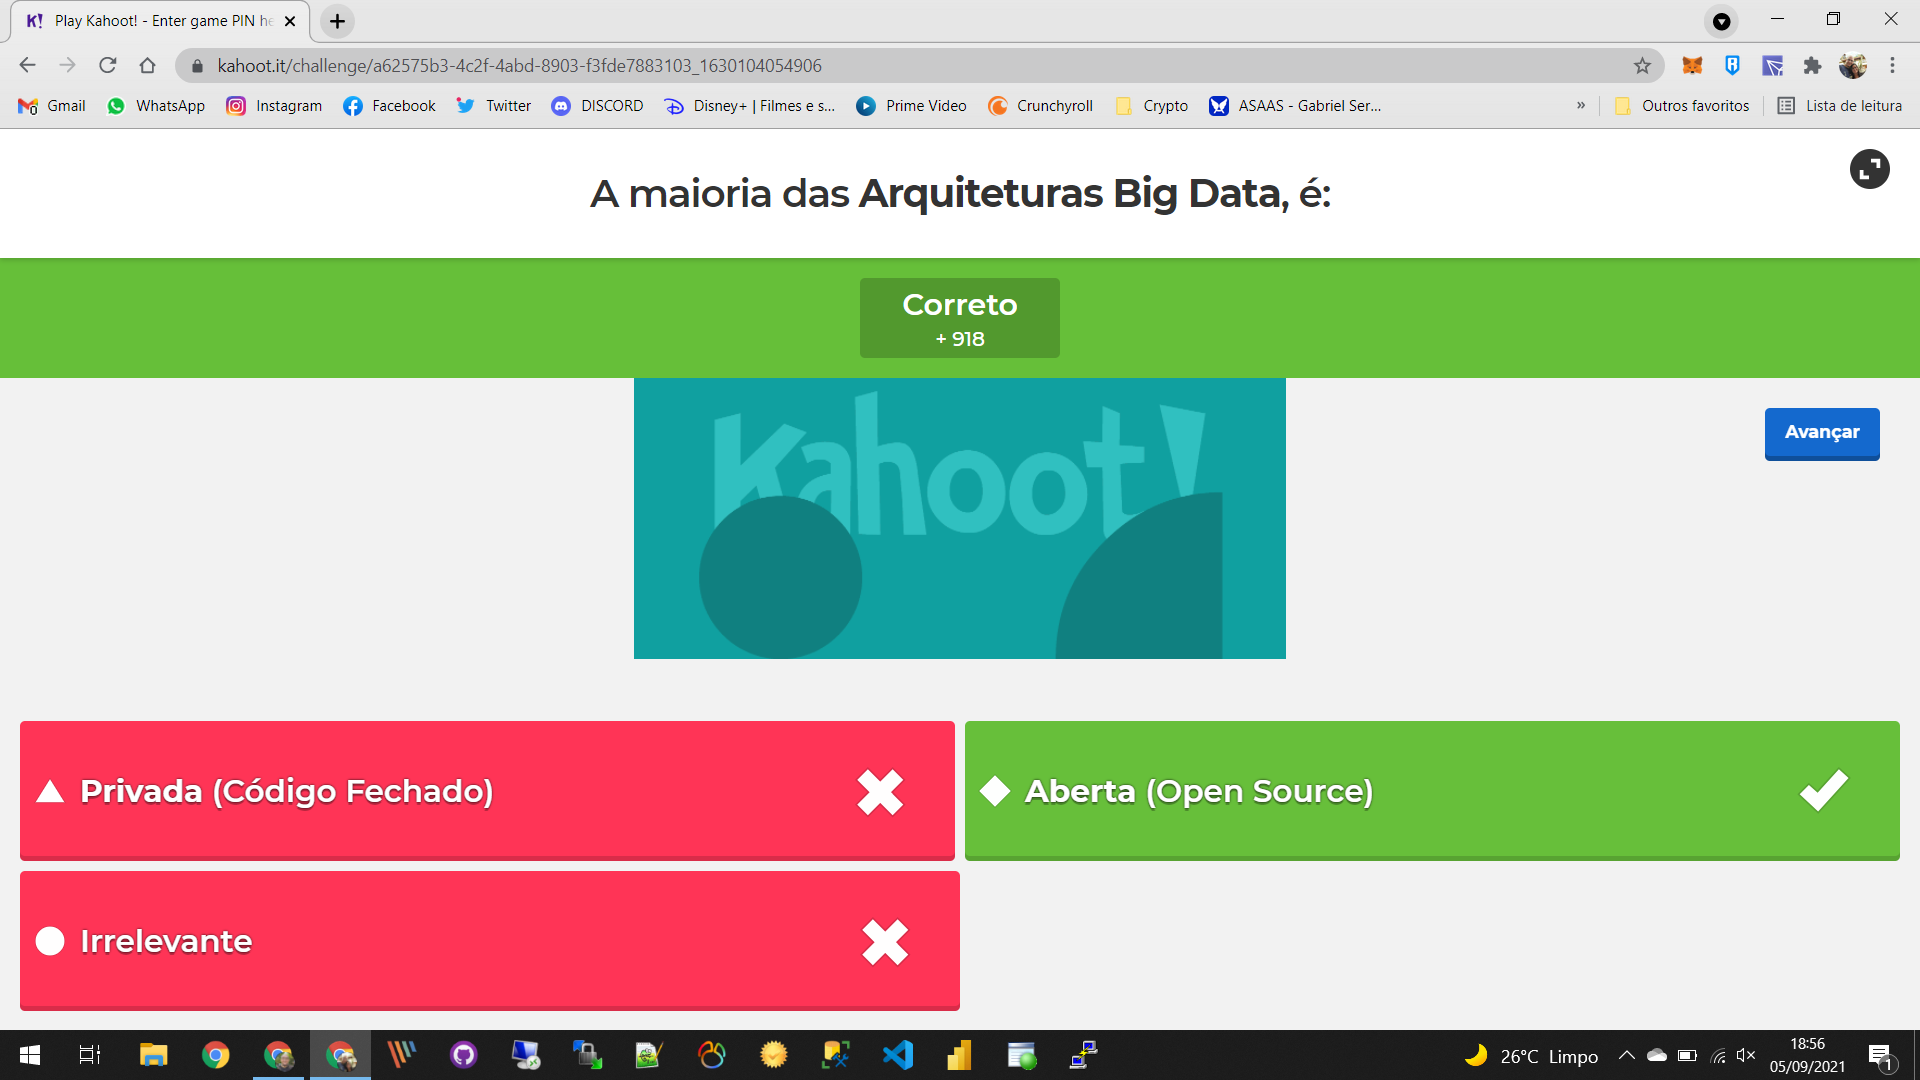 Play Kahoot! - Enter game PIN he
kahoot.it/challenge/a62575b3-4c2f-4abd-8903-f3fde7883103_1630104054906
Gmail WhatsApp Instagram Facebook Twitter DISCORD Disney+ | Filmes e s... Prime Video Crunchyroll Crypto ASAAS - Gabriel Ser... » Outros favoritos Lista de leitura
A maioria das Arquiteturas Big Data, é:
Correto
+ 918
Kahoot!
Avançar
Privada (Código Fechado)
Aberta (Open Source)
Irrelevante
26°C Limpo
18:56
05/09/2021
1